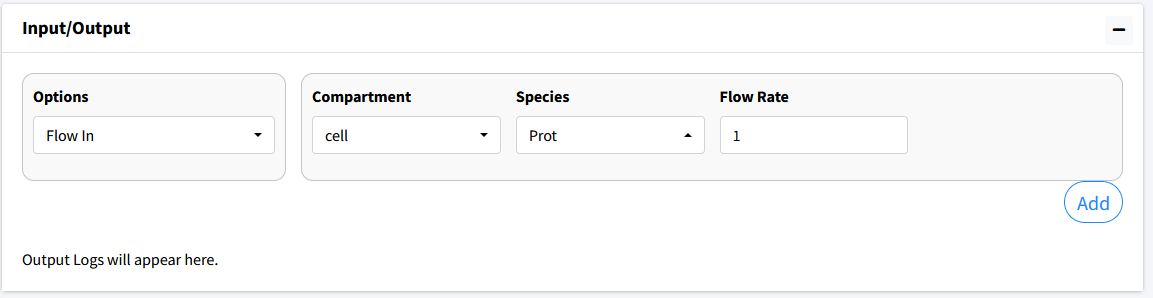 Input/Output
Options
Compartment
Species
Flow Rate
Flow In
cell
Prot
1
Add
Output Logs will appear here.